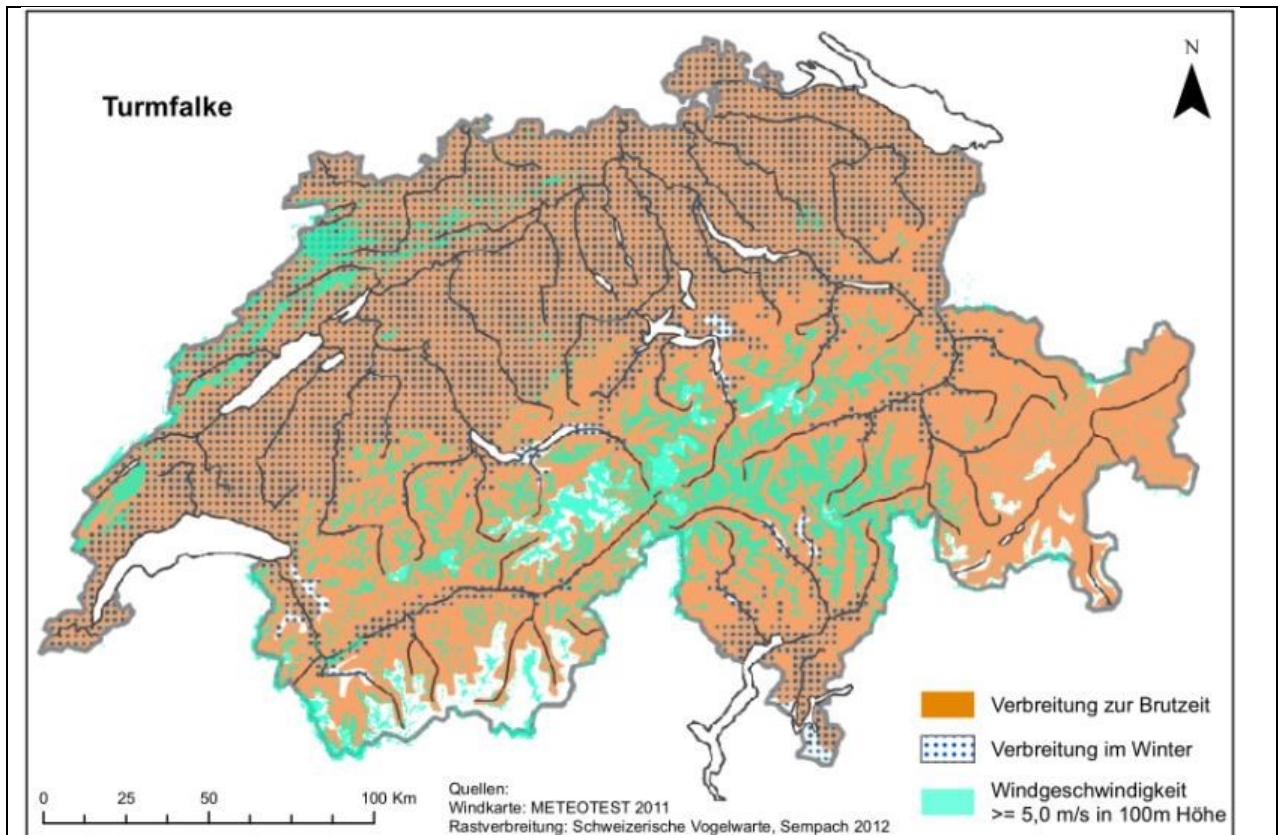 Turmfalke
N
Verbreitung zur Brutzeit
Verbreitung im Winter
Windgeschwindigkeit
>= 5,0 m/s in 100m Höhe
0 25 50 100 Km
Quellen:
Windkarte: METEOTEST 2011
Rastverbreitung: Schweizerische Vogelwarte, Sempach 2012